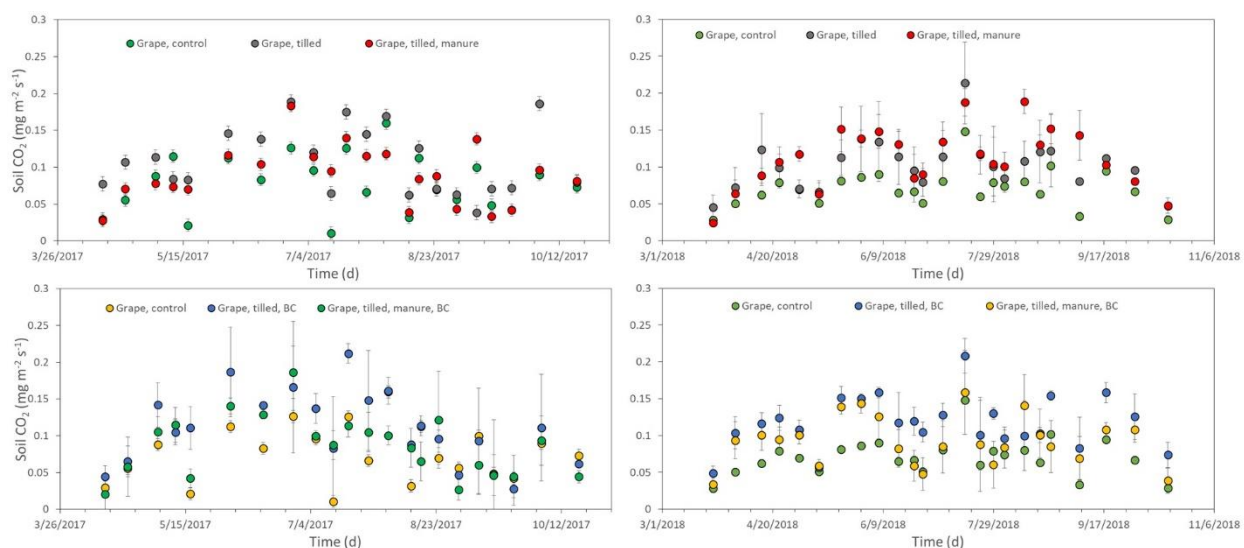 0.3
0.25
0.2
0.15
0.1
0.05
0
Soil CO₂ (mg m⁻² s⁻¹)
Grape, control Grape, tilled Grape, tilled, manure
3/26/2017 5/15/2017 7/4/2017 8/23/2017 10/12/2017
Time (d)
0.3
0.25
0.2
0.15
0.1
0.05
0
Grape, control Grape, tilled Grape, tilled, manure
3/1/2018 4/20/2018 6/9/2018 7/29/2018 9/17/2018 11/6/2018
Time (d)
0.3
0.25
0.2
0.15
0.1
0.05
0
Soil CO₂ (mg m⁻² s⁻¹)
Grape, control Grape, tilled, BC Grape, tilled, manure, BC
3/26/2017 5/15/2017 7/4/2017 8/23/2017 10/12/2017
Time (d)
0.3
0.25
0.2
0.15
0.1
0.05
0
Grape, control Grape, tilled, BC Grape, tilled, manure, BC
3/1/2018 4/20/2018 6/9/2018 7/29/2018 9/17/2018 11/6/2018
Time (d)